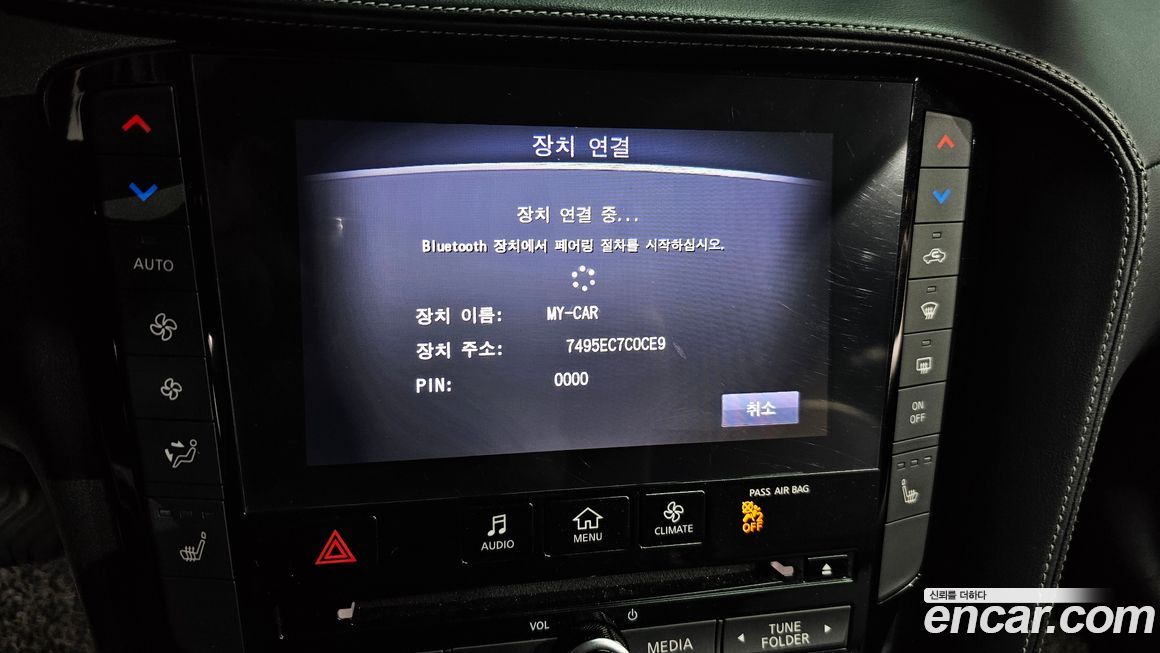 장치 연결
장치 연결 중...
Bluetooth 장치에서 페어링 절차를 시작하십시오.
장치 이름: MY-CAR
장치 주소: 7495EC7C0CE9
PIN: 0000
취소
AUTO
ON
OFF
PASS AIR BAG
OFF
AUDIO
MENU
CLIMATE
VOL
MEDIA
TUNE
FOLDER
신뢰를 더하다
encar.com